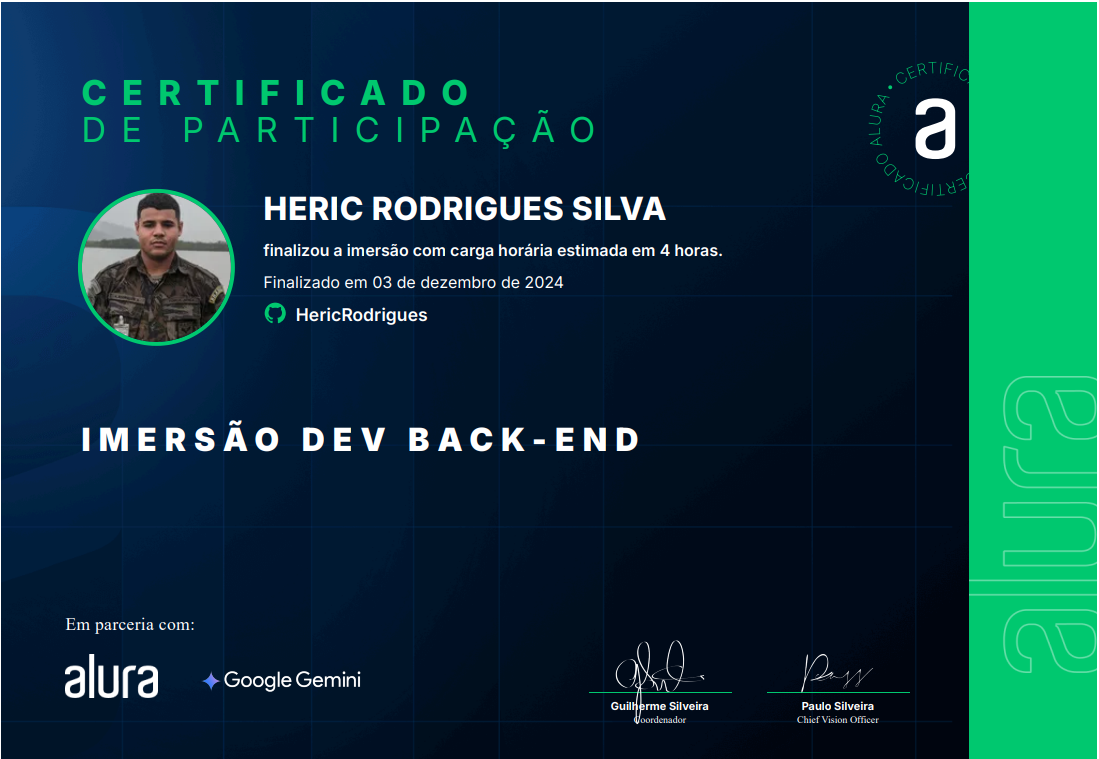 CERTIFICADO
DE PARTICIPAÇÃO
CERTIFICADO ALURA • CERTIFIC
a
HERIC RODRIGUES SILVA
finalizou a imersão com carga horária estimada em 4 horas.
Finalizado em 03 de dezembro de 2024
HericRodrigues
IMERSÃO DEV BACK-END
alura
Em parceria com:
alura
Google Gemini
Guilherme Silveira
Coordenador
Paulo Silveira
Chief Vision Officer